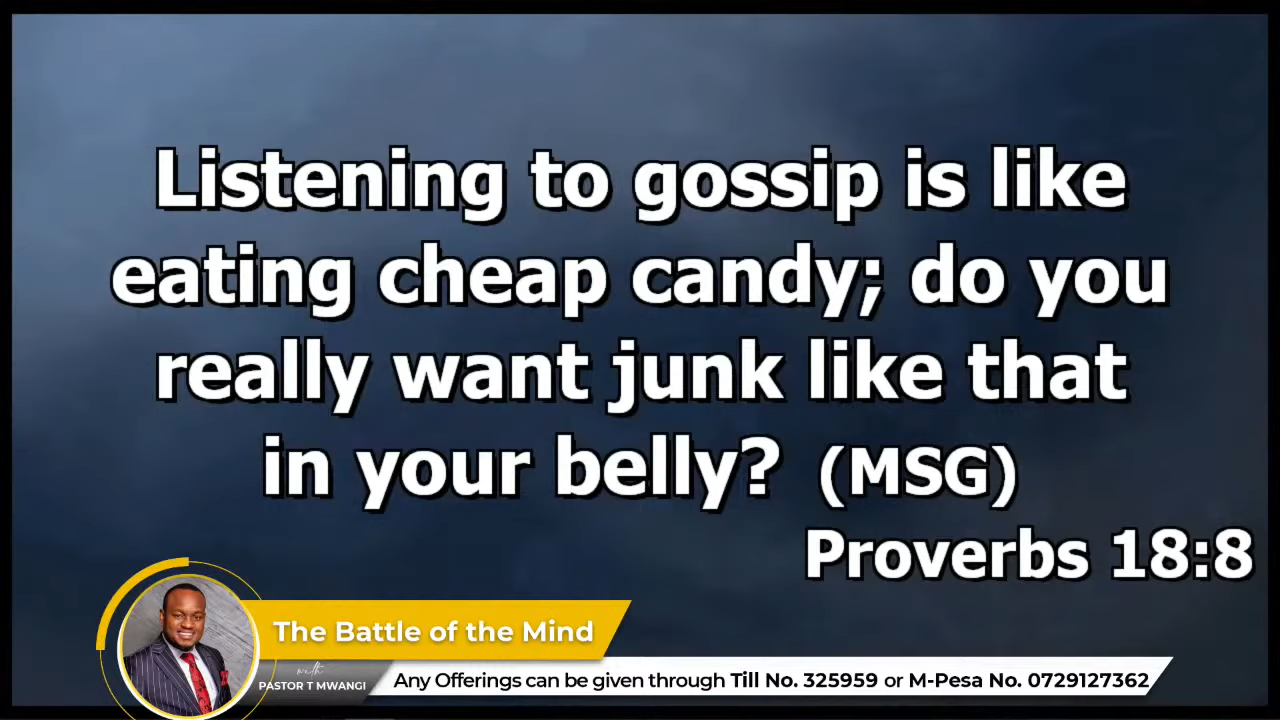 Listening to gossip is like
eating cheap candy; do you
really want junk like that
in your belly? (MSG)
Proverbs 18:8
The Battle of the Mind
with
PASTOR T MWANGI
Any Offerings can be given through Till No. 325959 or M-Pesa No. 0729127362